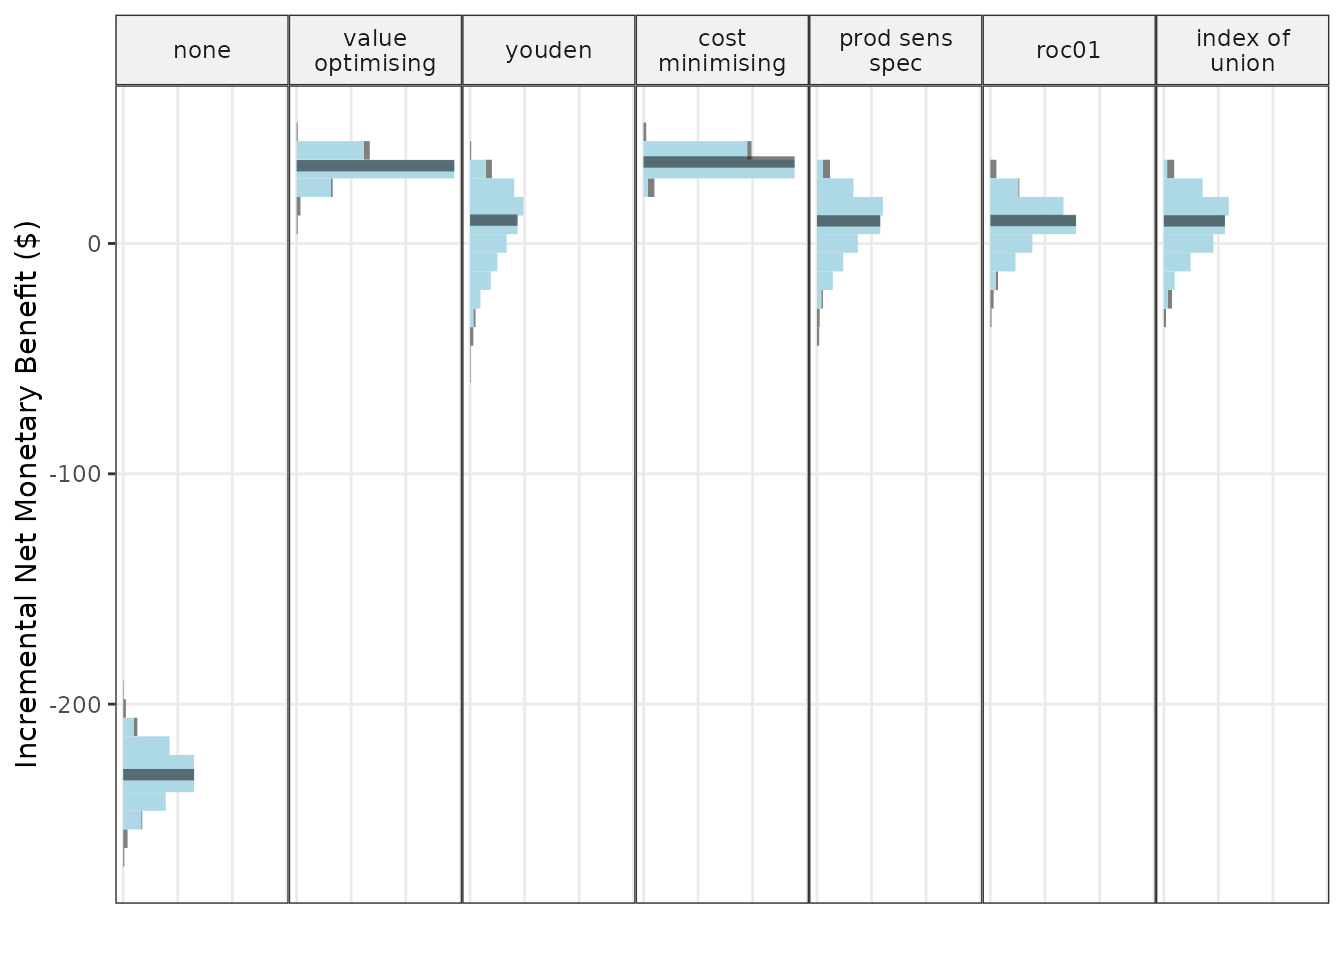 none
value
optimising
youden
cost
minimising
prod sens
spec
roc01
index of
union
Incremental Net Monetary Benefit ($)
0
-100
-200